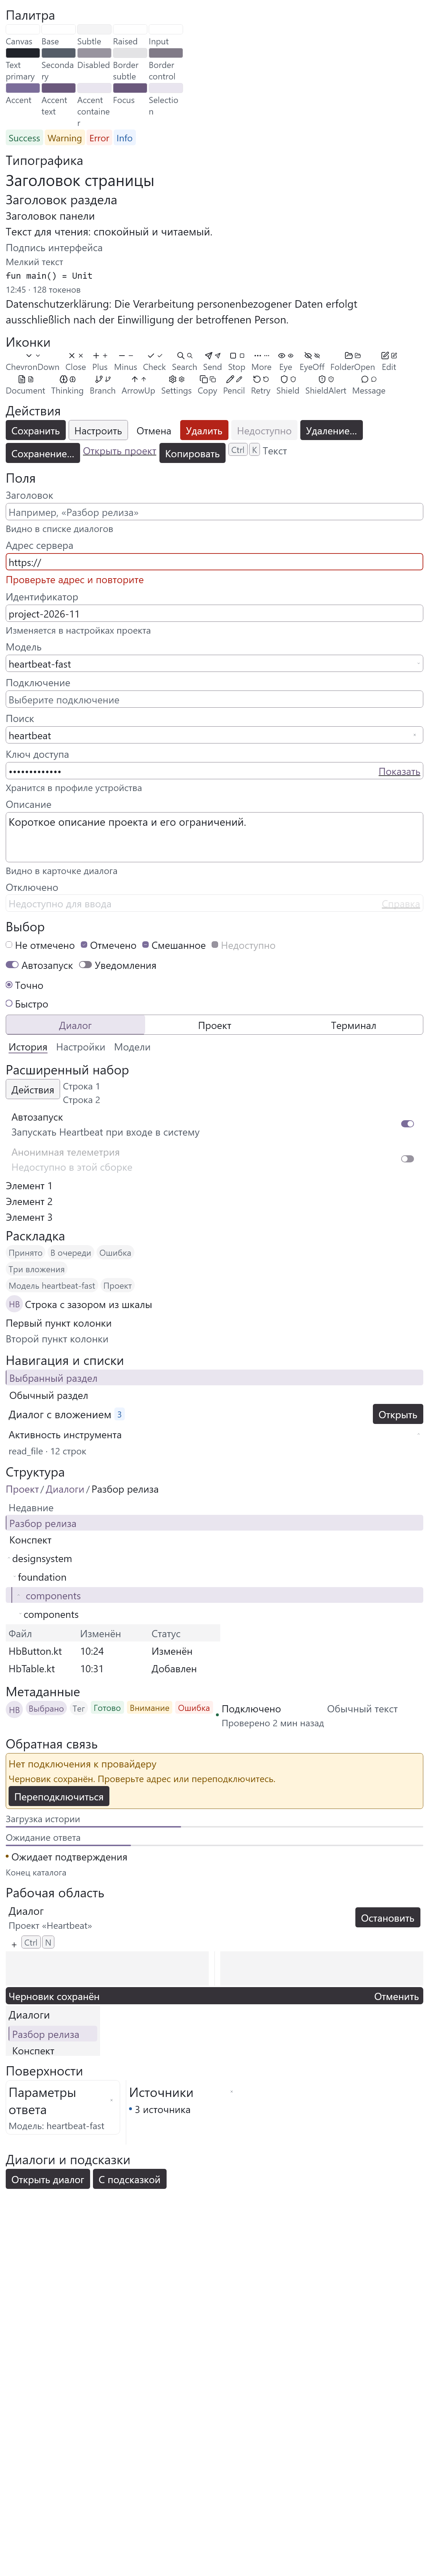 Палитра
Canvas Base Subtle Raised Input
Text primary Secondary Disabled Border subtle Border control
Accent Accent text Accent container Focus Selection
Success Warning Error Info
Типографика
Заголовок страницы
Заголовок раздела
Заголовок панели
Текст для чтения: спокойный и читаемый.
Подпись интерфейса
Мелкий текст
fun main() = Unit
12:45 · 128 токенов
Datenschutzerklärung: Die Verarbeitung personenbezogener Daten erfolgt
ausschließlich nach der Einwilligung der betroffenen Person.
Иконки
ChevronDown Close Plus Minus Check Search Send Stop More Eye EyeOff FolderOpen Edit
Document Thinking Branch ArrowUp Settings Copy Pencil Retry Shield ShieldAlert Message
Действия
Сохранить Настроить Отмена Удалить Недоступно Удаление…
Сохранение… Открыть проект Копировать Ctrl K Текст
Поля
Заголовок
Например, «Разбор релиза»
Видно в списке диалогов
Адрес сервера
https://
Проверьте адрес и повторите
Идентификатор
project-2026-11
Изменяется в настройках проекта
Модель
heartbeat-fast
Подключение
Выберите подключение
Поиск
heartbeat
Ключ доступа
••••••••••••• Показать
Хранится в профиле устройства
Описание
Короткое описание проекта и его ограничений.
Видно в карточке диалога
Отключено
Недоступно для ввода Справка
Выбор
Не отмечено Отмечено Смешанное Недоступно
Автозапуск Уведомления
Точно
Быстро
Диалог Проект Терминал
История Настройки Модели
Расширенный набор
Действия Строка 1
Строка 2
Автозапуск
Запускать Heartbeat при входе в систему
Анонимная телеметрия
Недоступно в этой сборке
Элемент 1
Элемент 2
Элемент 3
Раскладка
Принято В очереди Ошибка
Три вложения
Модель heartbeat-fast Проект
HB Строка с зазором из шкалы
Первый пункт колонки
Второй пункт колонки
Навигация и списки
Выбранный раздел
Обычный раздел
Диалог с вложением 3 Открыть
Активность инструмента
read_file · 12 строк
Структура
Проект / Диалоги / Разбор релиза
Недавние
Разбор релиза
Конспект
designsystem
foundation
components
components
Файл Изменён Статус
HbButton.kt 10:24 Изменён
HbTable.kt 10:31 Добавлен
Метаданные
HB Выбрано Тег Готово Внимание Ошибка Подключено Обычный текст
Проверено 2 мин назад
Обратная связь
Нет подключения к провайдеру
Черновик сохранён. Проверьте адрес или переподключитесь.
Переподключиться
Загрузка истории
Ожидание ответа
Ожидает подтверждения
Конец каталога
Рабочая область
Диалог
Проект «Heartbeat»
Остановить
+ Ctrl N
Черновик сохранён Отменить
Диалоги
Разбор релиза
Конспект
Поверхности
Параметры ответа
Модель: heartbeat-fast
Источники
3 источника
Диалоги и подсказки
Открыть диалог С подсказкой